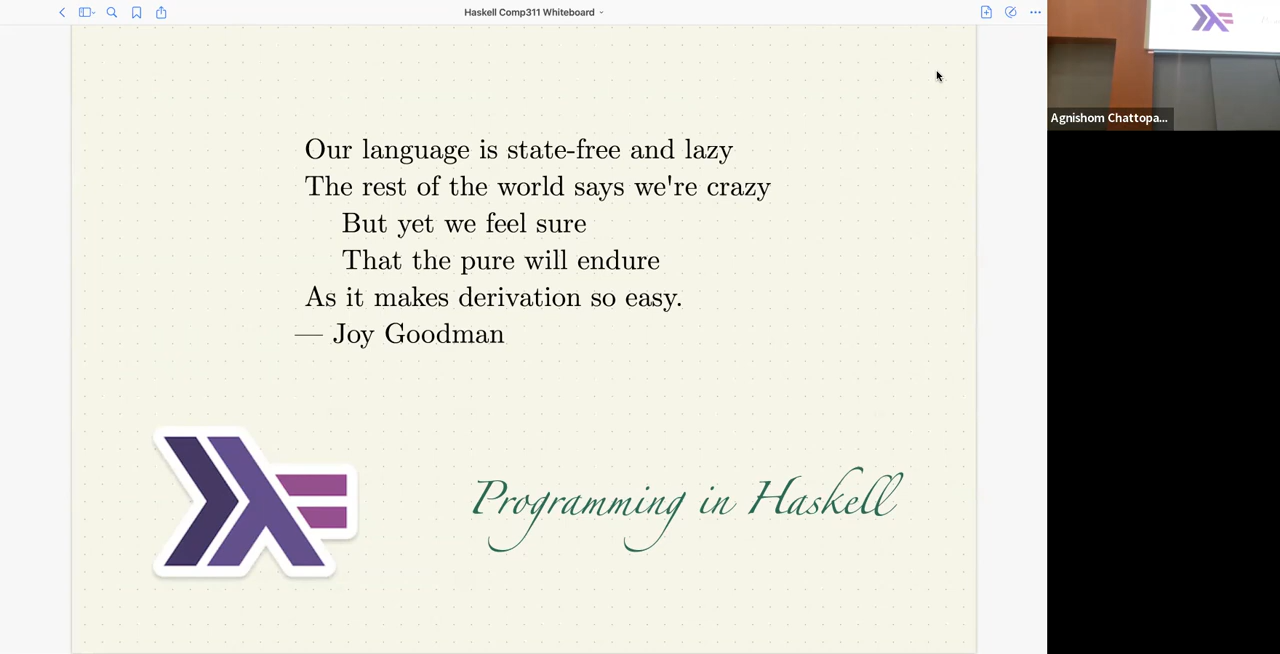 Haskell Comp311 Whiteboard
Our language is state-free and lazy
The rest of the world says we're crazy
But yet we feel sure
That the pure will endure
As it makes derivation so easy.
— Joy Goodman
Programming in Haskell
Agnishom Chattopa...